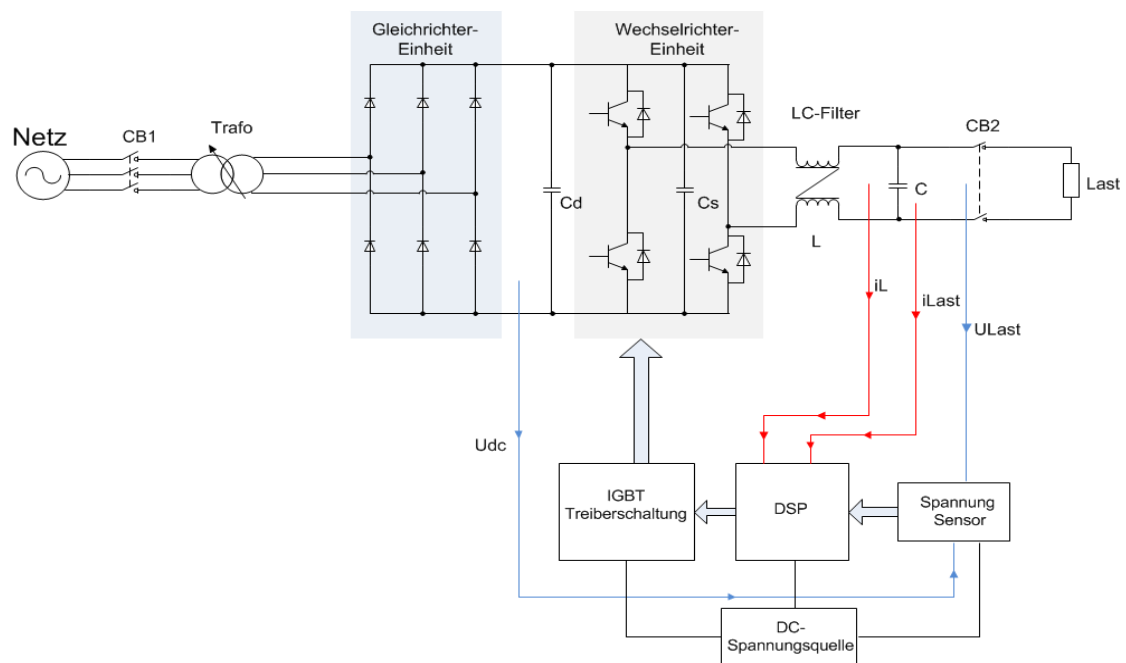 Gleichrichter-
Einheit
Wechselrichter-
Einheit
Netz
CB1
Trafo
LC-Filter
CB2
Cd
Cs
C
Last
L
iL
iLast
ULast
Udc
IGBT
Treiberschaltung
DSP
Spannung
Sensor
DC-
Spannungsquelle